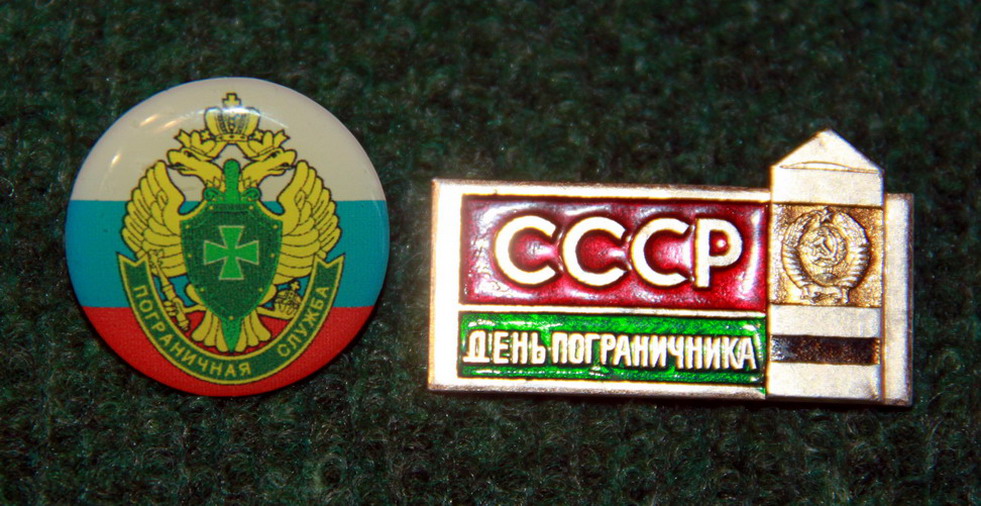 ПОГРАНИЧНАЯ СЛУЖБА
СССР
ДЕНЬ ПОГРАНИЧНИКА